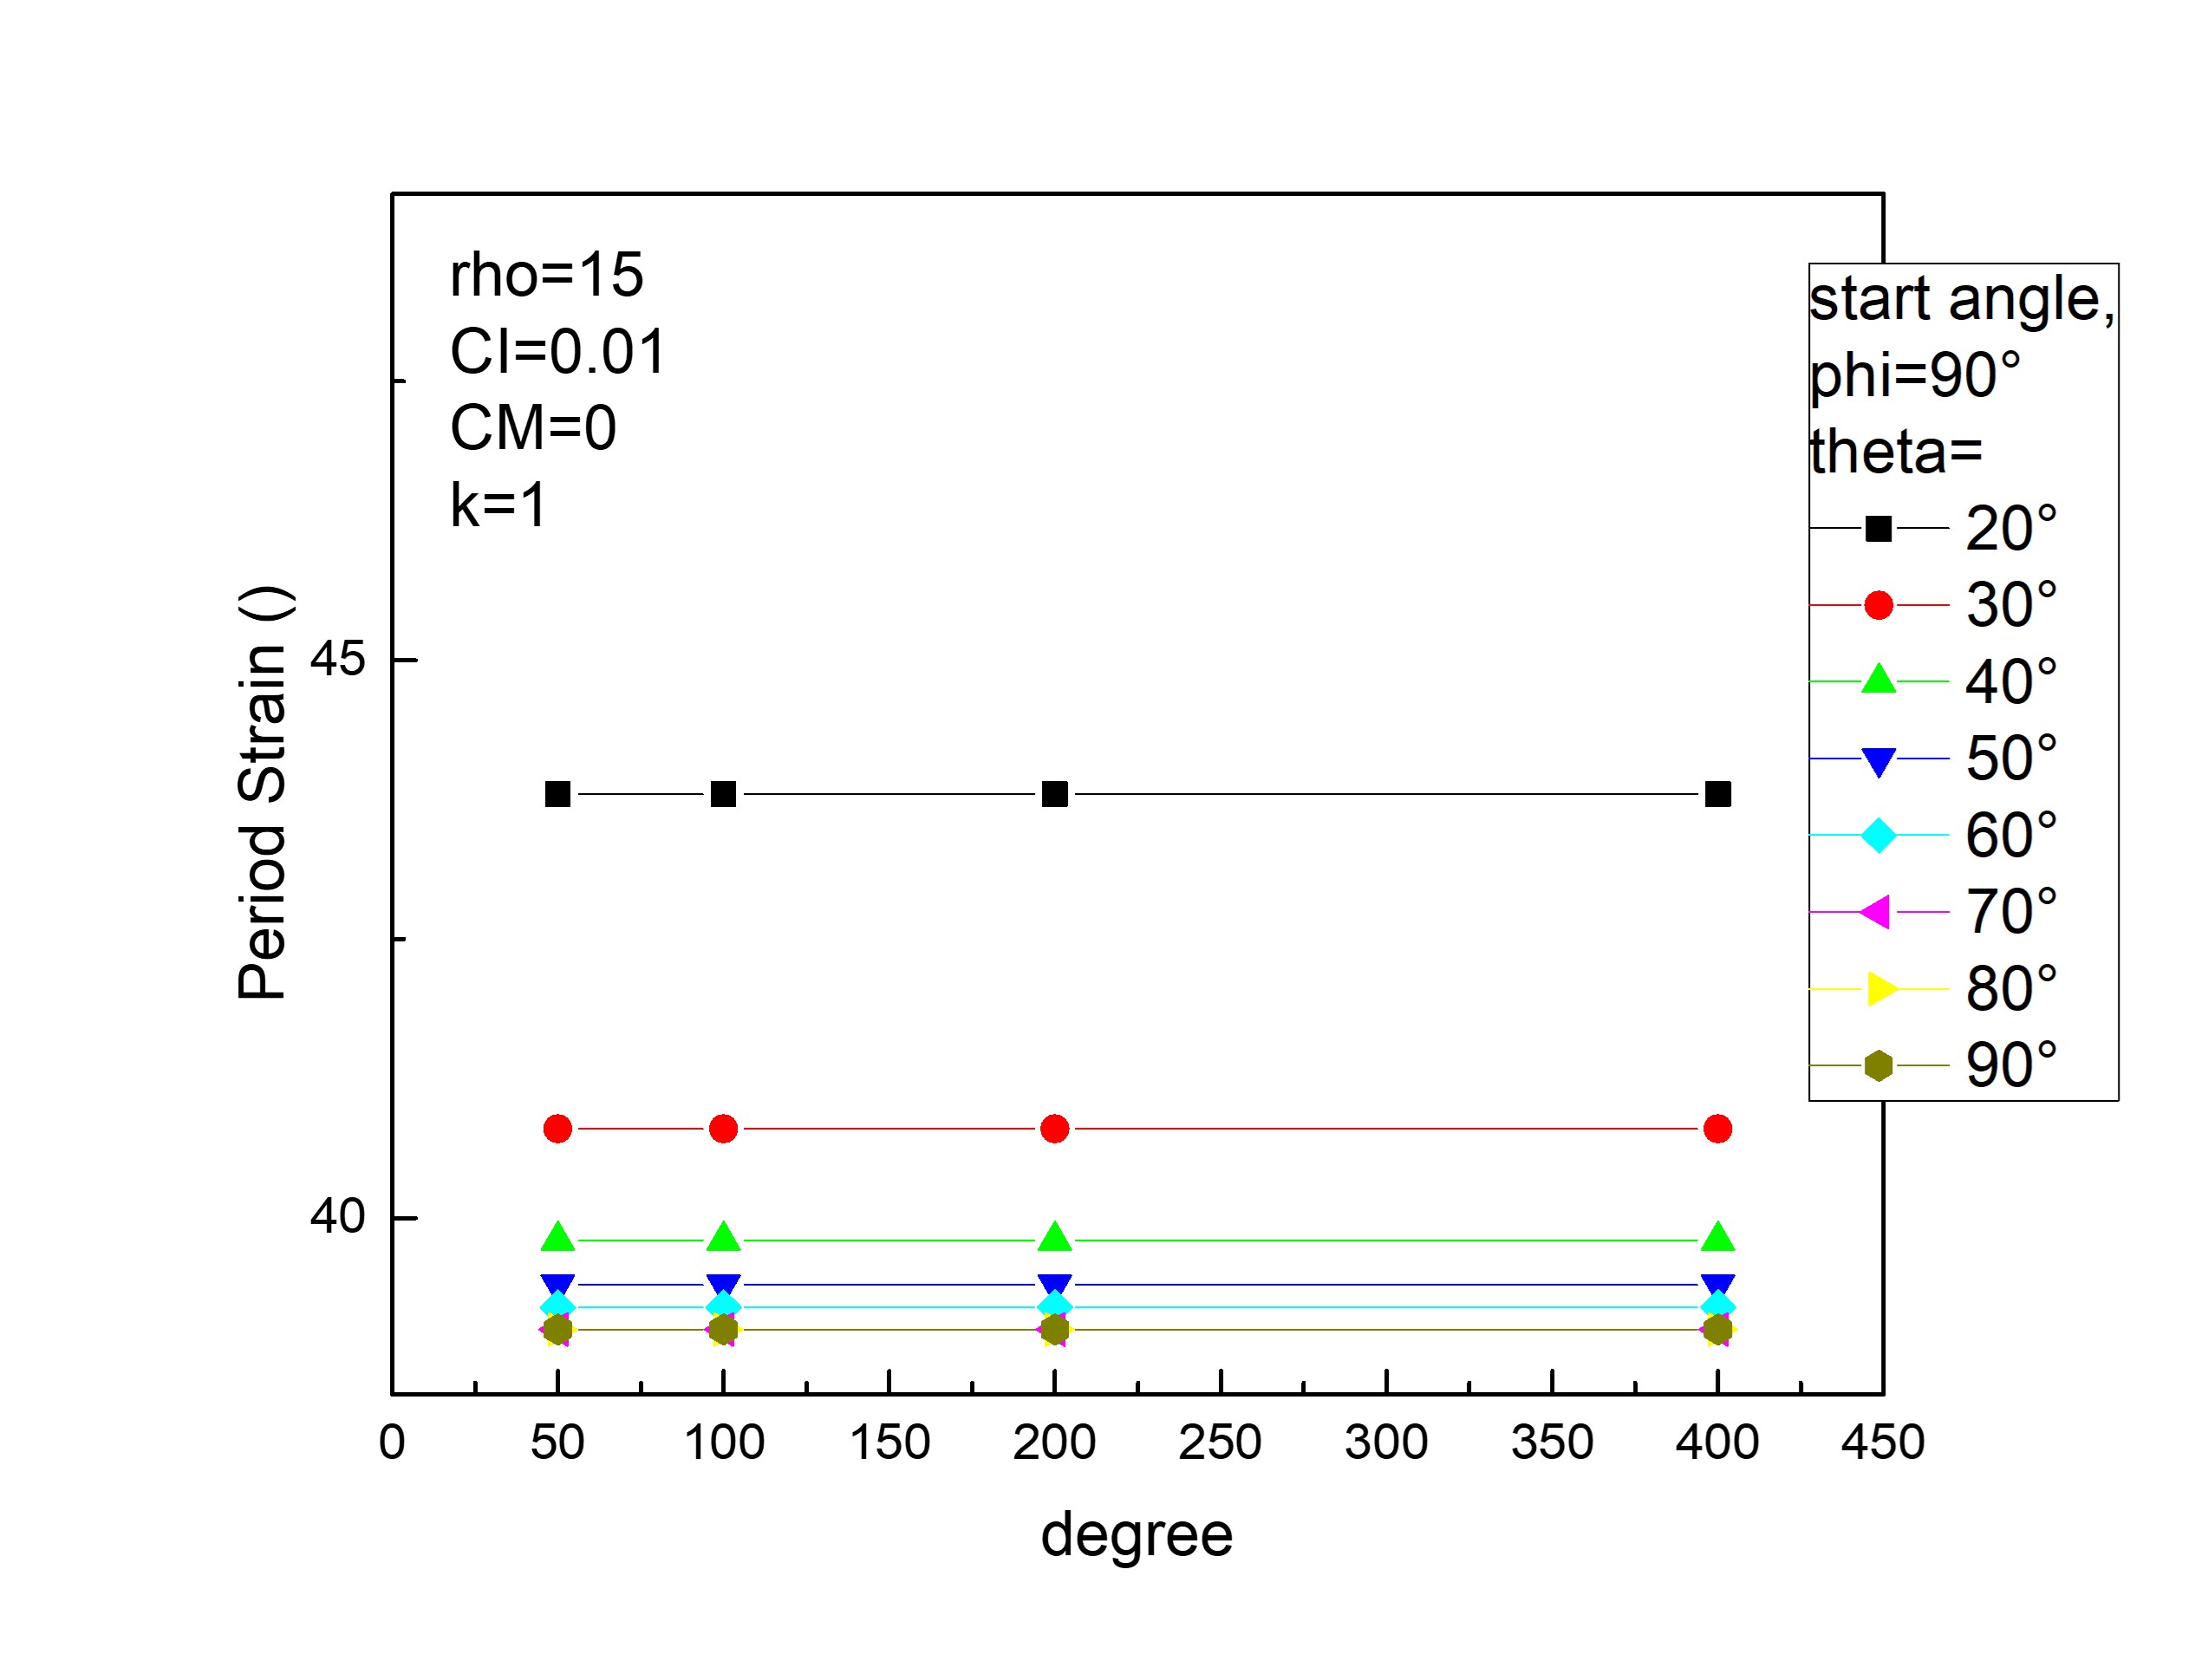 rho=15
CI=0.01
CM=0
k=1
start angle,
phi=90°
theta=
20°
30°
40°
50°
60°
70°
80°
90°
Period Strain ()
45
40
0 50 100 150 200 250 300 350 400 450
degree